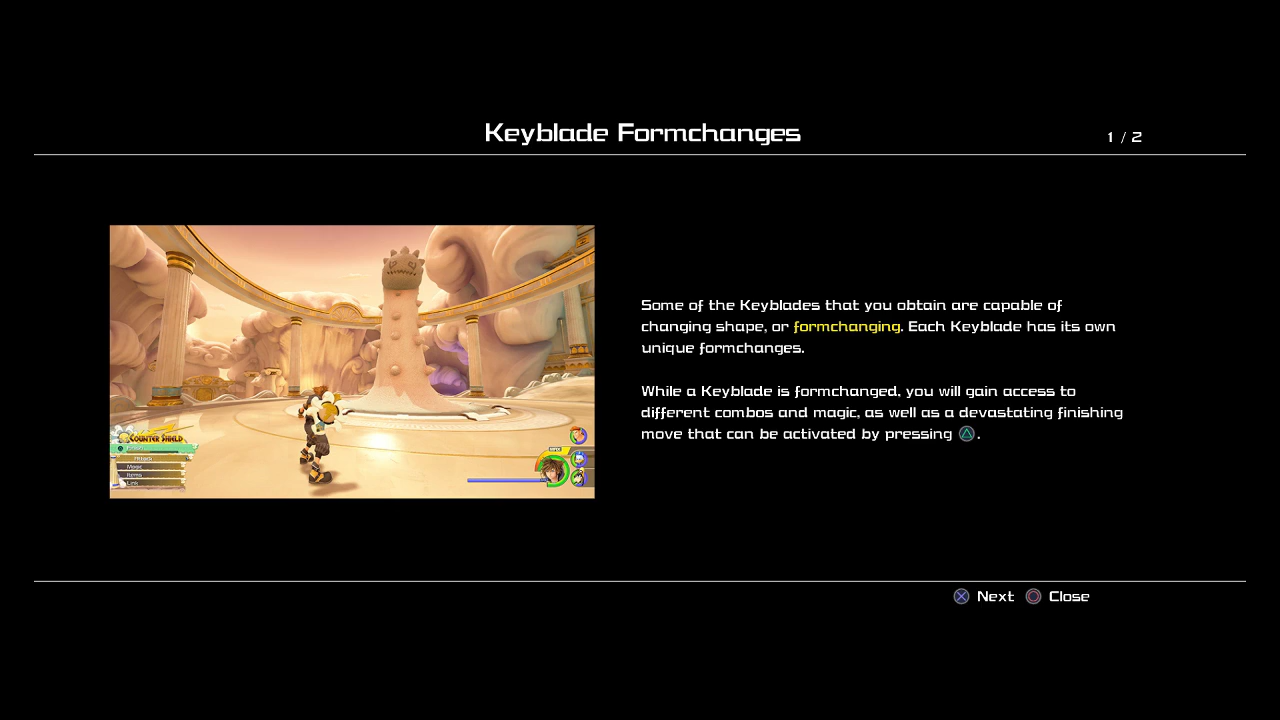 Keyblade Formchanges
1 / 2
Some of the Keyblades that you obtain are capable of
changing shape, or formchanging. Each Keyblade has its own
unique formchanges.
While a Keyblade is formchanged, you will gain access to
different combos and magic, as well as a devastating finishing
move that can be activated by pressing .
COUNTER SHIELD
Attack
Magic
Items
Link
Next
Close